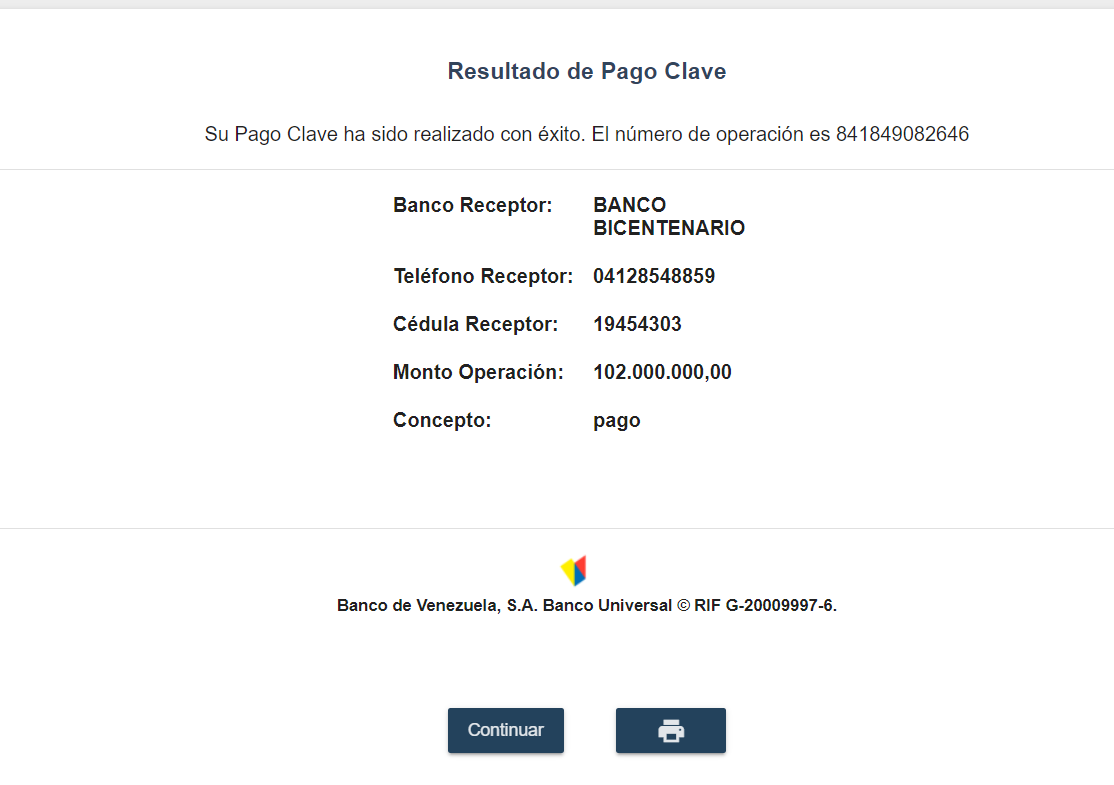 Resultado de Pago Clave
Su Pago Clave ha sido realizado con éxito. El número de operación es 841849082646
Banco Receptor: BANCO
BICENTENARIO
Teléfono Receptor: 04128548859
Cédula Receptor: 19454303
Monto Operación: 102.000.000,00
Concepto: pago
Banco de Venezuela, S.A. Banco Universal © RIF G-20009997-6.
Continuar